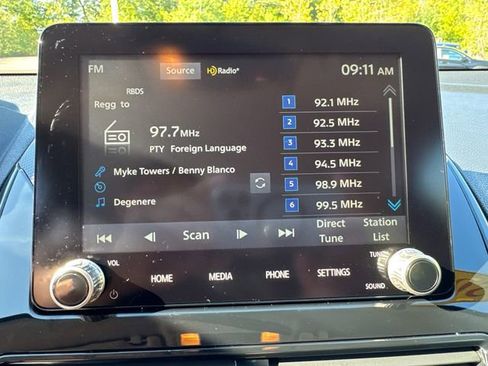 FM Source HD Radio® 09:11 AM
RBDS
Regg to
97.7 MHz
PTY Foreign Language
Myke Towers / Benny Blanco
Degenere
1 92.1 MHz
2 92.5 MHz
3 93.3 MHz
4 94.5 MHz
5 98.9 MHz
6 99.5 MHz
Scan
Direct
Tune
Station
List
VOL
HOME MEDIA PHONE SETTINGS
TUNE
SOUND